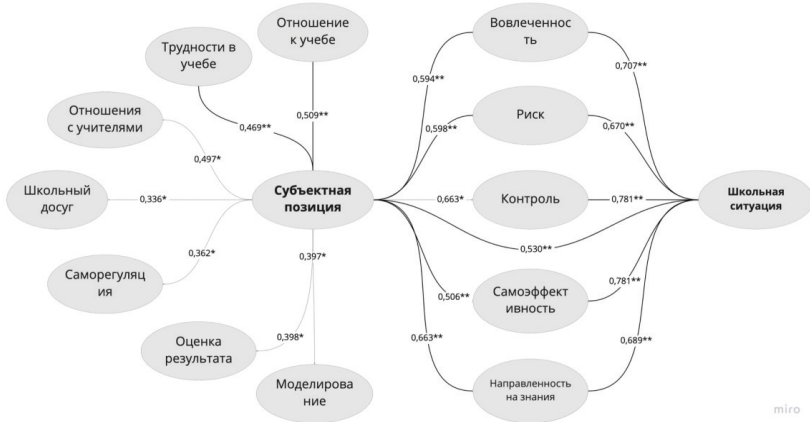 Отношение
к учебе
Вовлеченнос
ть
Трудности в
учебе
0,594**
0,707**
Отношения
с учителями
0,469**
0,509**
Риск
0,598**
0,670**
0,497*
Школьный
досуг
0,336*
Субъектная
позиция
0,663*
Контроль
0,781**
Школьная
ситуация
0,362*
0,397*
0,530**
Саморегуляц
ия
0,506**
Самоэффект
ивность
0,781**
Оценка
результата
0,398*
0,663**
0,689**
Моделирова
ние
Направленность
на знания
miro